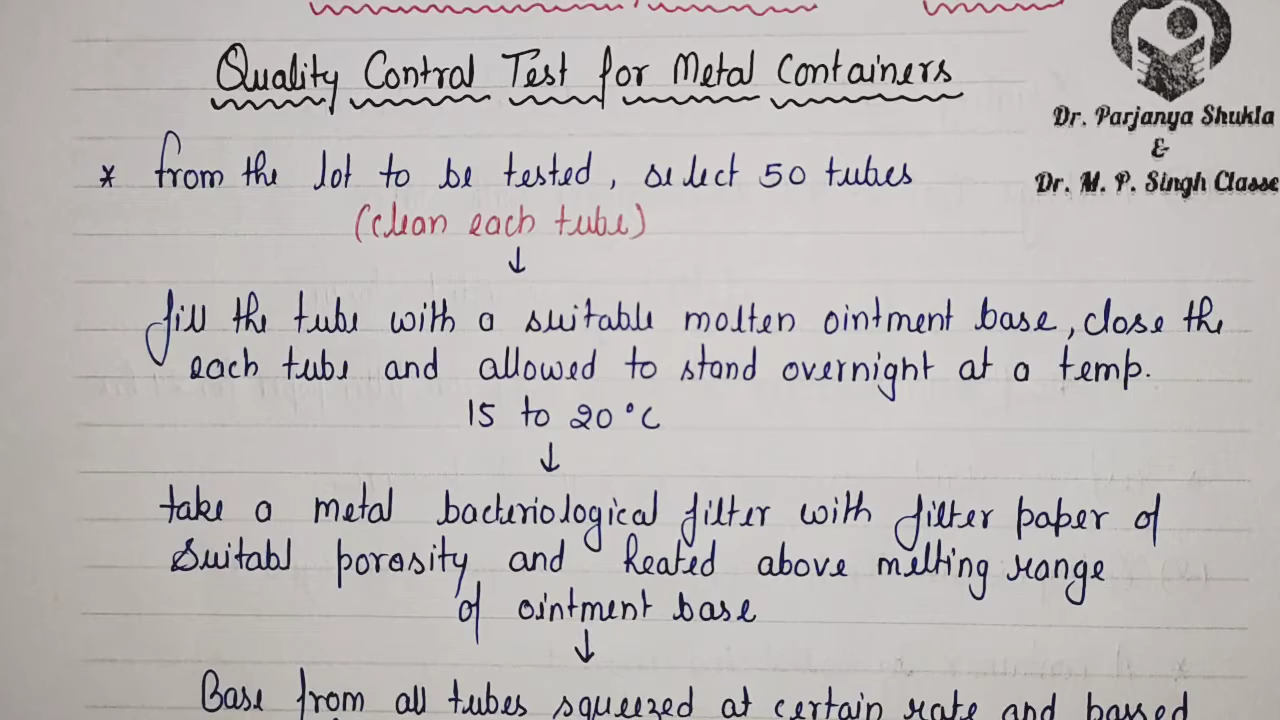 Quality Contral Test for Metal Containers
Dr. Parjanya Shukla
&
Dr. M. P. Singh Classe
* from the lot to be tested, select 50 tubes
(clean each tube)
↓
fill the tube with a suitable molten ointment base, close the
each tube and allowed to stand overnight at a temp.
15 to 20°C
↓
take a metal bacteriological filter with filter paper of
suitabl porosity and heated above melting range
of ointment base
↓
Base from all tubes squeezed at certain rate and passed